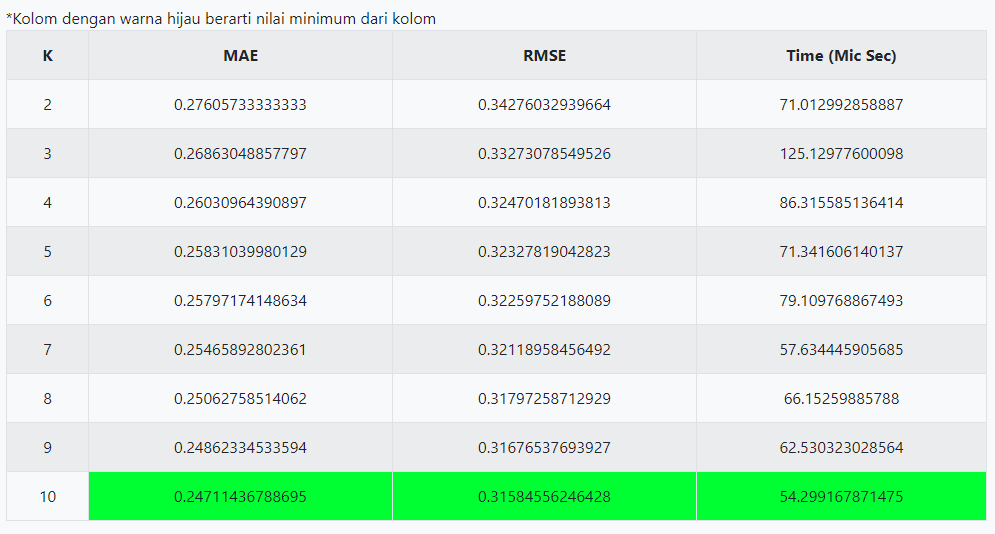 *Kolom dengan warna hijau berarti nilai minimum dari kolom
K MAE RMSE Time (Mic Sec)
2 0.27605733333333 0.34276032939664 71.012992858887
3 0.26863048857797 0.33273078549526 125.12977600098
4 0.26030964390897 0.32470181893813 86.315585136414
5 0.25831039980129 0.32327819042823 71.341606140137
6 0.25797174148634 0.32259752188089 79.109768867493
7 0.25465892802361 0.32118958456492 57.634445905685
8 0.25062758514062 0.31797258712929 66.15259885788
9 0.24862334533594 0.31676537693927 62.530323028564
10 0.24711436788695 0.31584556246428 54.299167871475